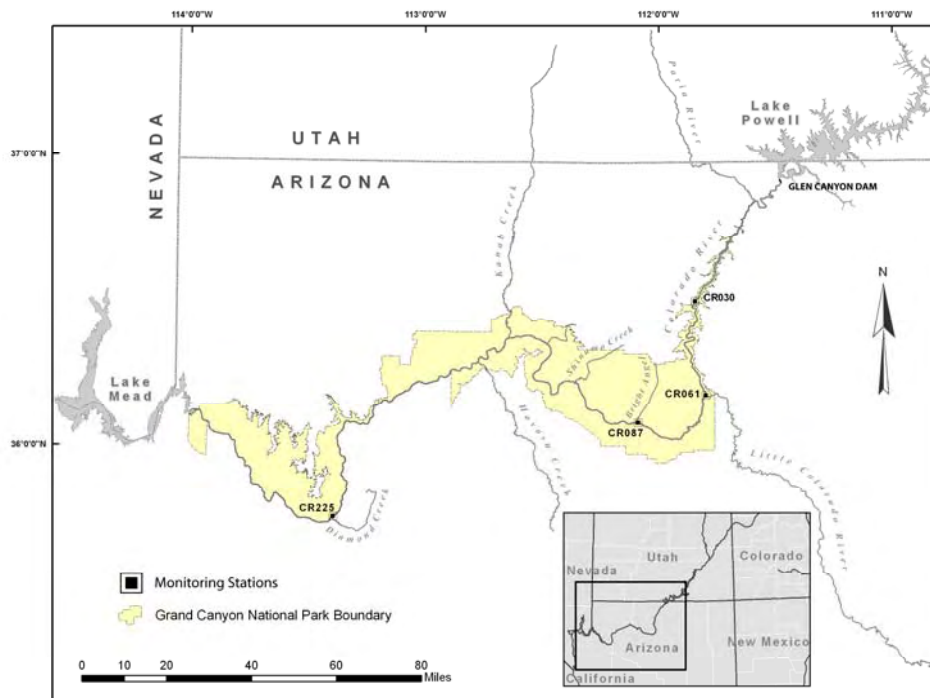 114°0'0"W
113°0'0"W
112°0'0"W
111°0'0"W
Paria River
Lake
Powell
37°0'0"N
UTAH
NEVADA
ARIZONA
GLEN CANYON DAM
Kanab Creek
Colorado River
N
CR030
Shinumo Creek
Bright Angel
Lake
Mead
CR061
CR087
36°0'0"N
Havasu Creek
Little Colorado River
CR225
Diamond Creek
Monitoring Stations
Grand Canyon National Park Boundary
0 10 20 40 60 80
Miles
Utah
Colorado
Nevada
Arizona
New Mexico
California